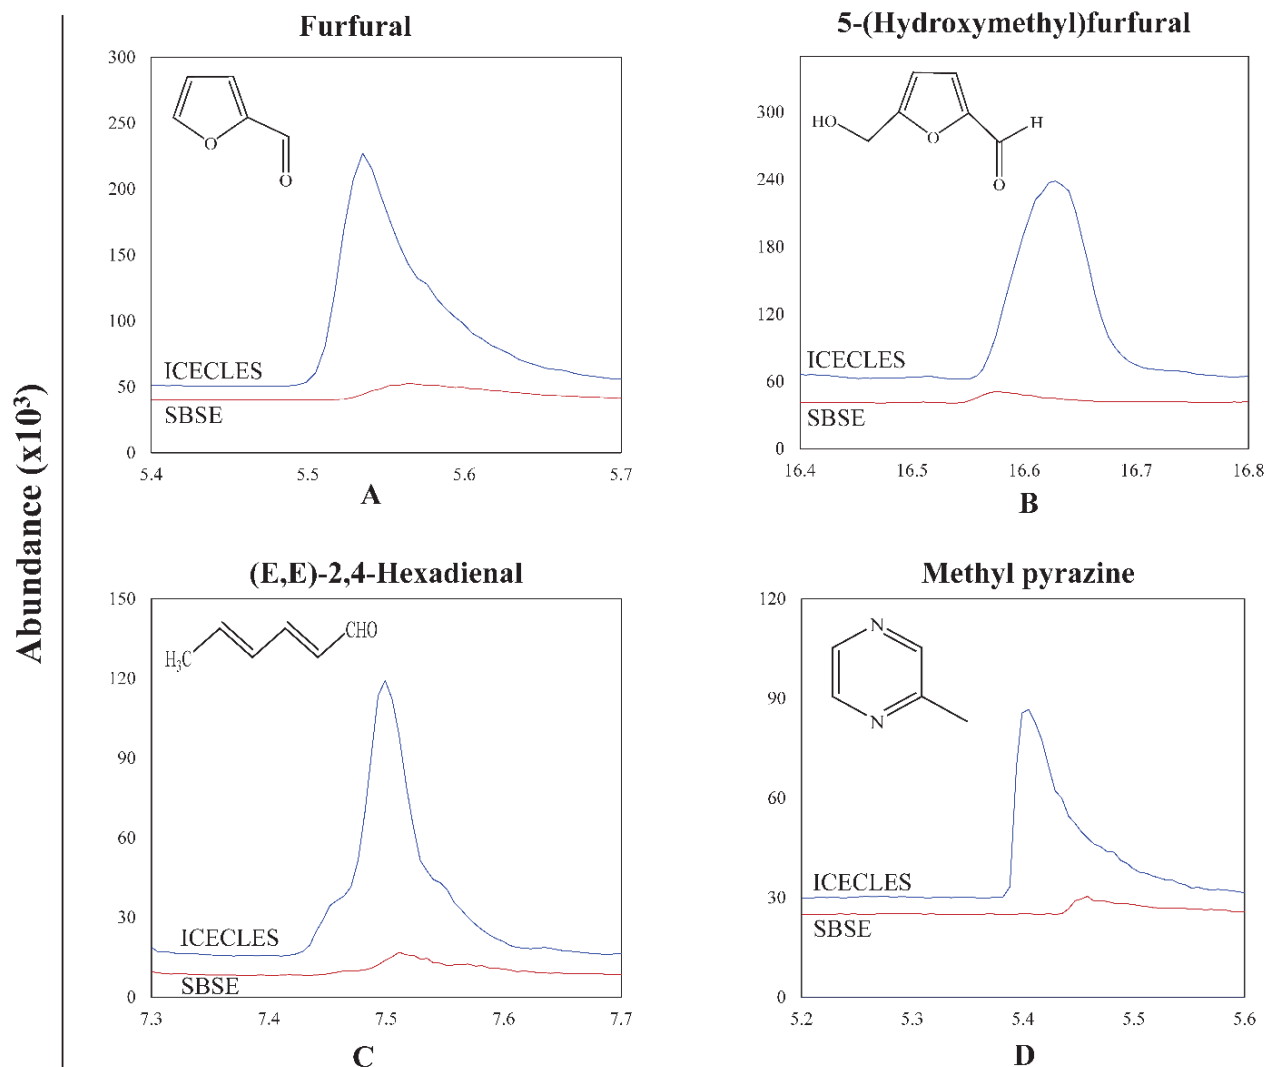 Abundance (x10³)
Furfural
300
250
200
150
100
50
0
O
O
ICECLES
SBSE
5.4 5.5 5.6 5.7
A
5-(Hydroxymethyl)furfural
300
240
180
120
60
0
HO
O
H
O
ICECLES
SBSE
16.4 16.5 16.6 16.7 16.8
B
(E,E)-2,4-Hexadienal
150
120
90
60
30
0
H₃C
CHO
ICECLES
SBSE
7.3 7.4 7.5 7.6 7.7
C
Methyl pyrazine
120
90
60
30
0
N
N
ICECLES
SBSE
5.2 5.3 5.4 5.5 5.6
D